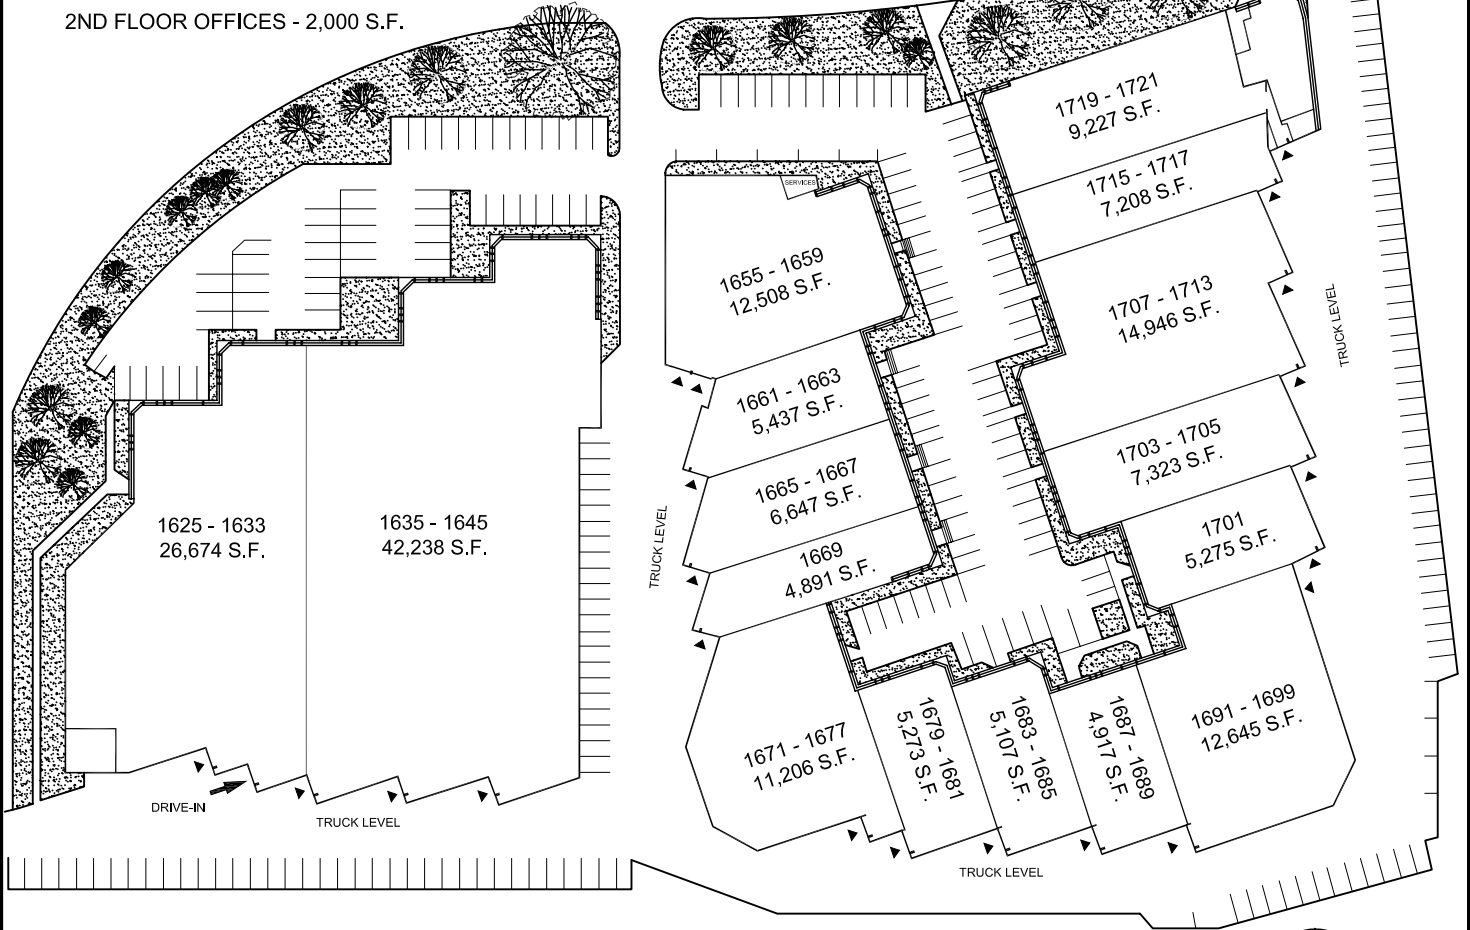 2ND FLOOR OFFICES - 2,000 S.F.
1719 - 1721
9,227 S.F.
1715 - 1717
7,208 S.F.
SERVICES
1655 - 1659
12,508 S.F.
1707 - 1713
14,946 S.F.
TRUCK LEVEL
1661 - 1663
5,437 S.F.
1703 - 1705
7,323 S.F.
1665 - 1667
6,647 S.F.
1625 - 1633
26,674 S.F.
1635 - 1645
42,238 S.F.
TRUCK LEVEL
1669
4,891 S.F.
1701
5,275 S.F.
1671 - 1677
11,206 S.F.
1679 - 1681
5,273 S.F.
1683 - 1685
5,107 S.F.
1687 - 1689
4,917 S.F.
1691 - 1699
12,645 S.F.
DRIVE-IN
TRUCK LEVEL
TRUCK LEVEL